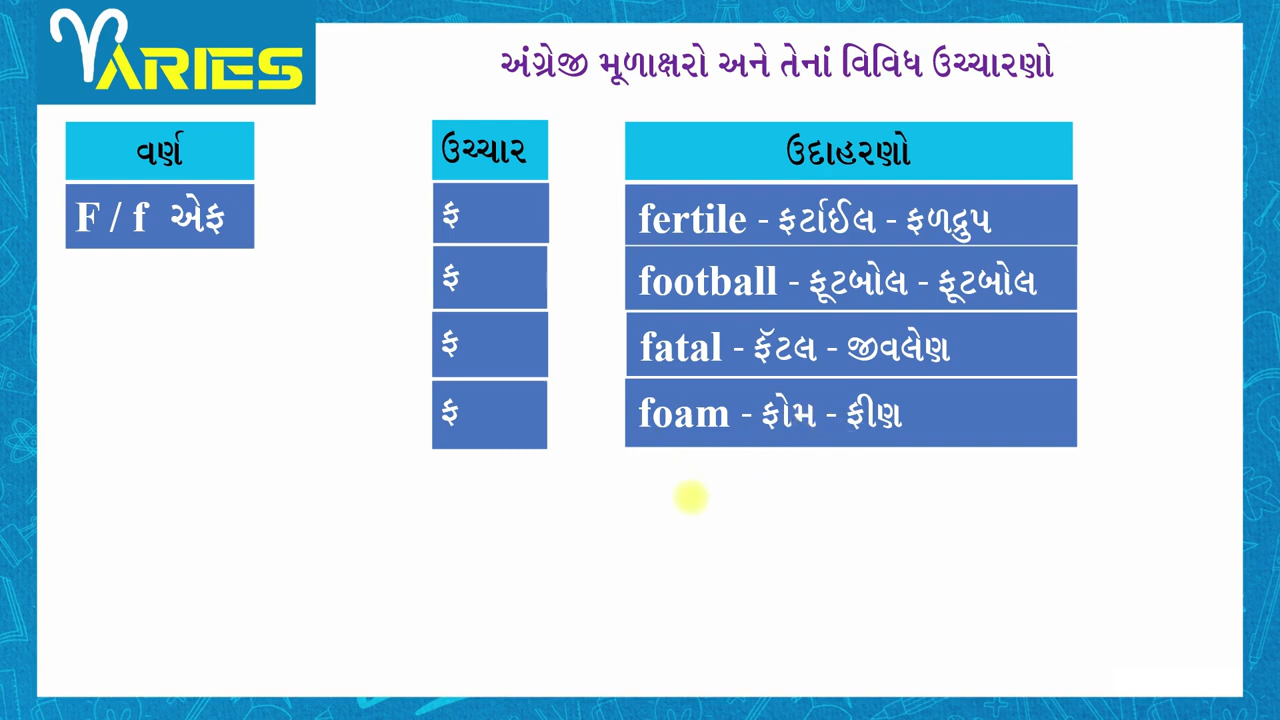 ARIES
અંગ્રેજી મૂળાક્ષરો અને તેનાં વિવિધ ઉચ્ચારણો
વર્ણ ઉચ્ચાર ઉદાહરણો
F / f એફ ફ fertile - ફર્ટાઈલ - ફળદ્રુપ
ફ football - ફૂટબોલ - ફૂટબોલ
ફ fatal - ફૅટલ - જીવલેણ
ફ foam - ફોમ - ફીણ